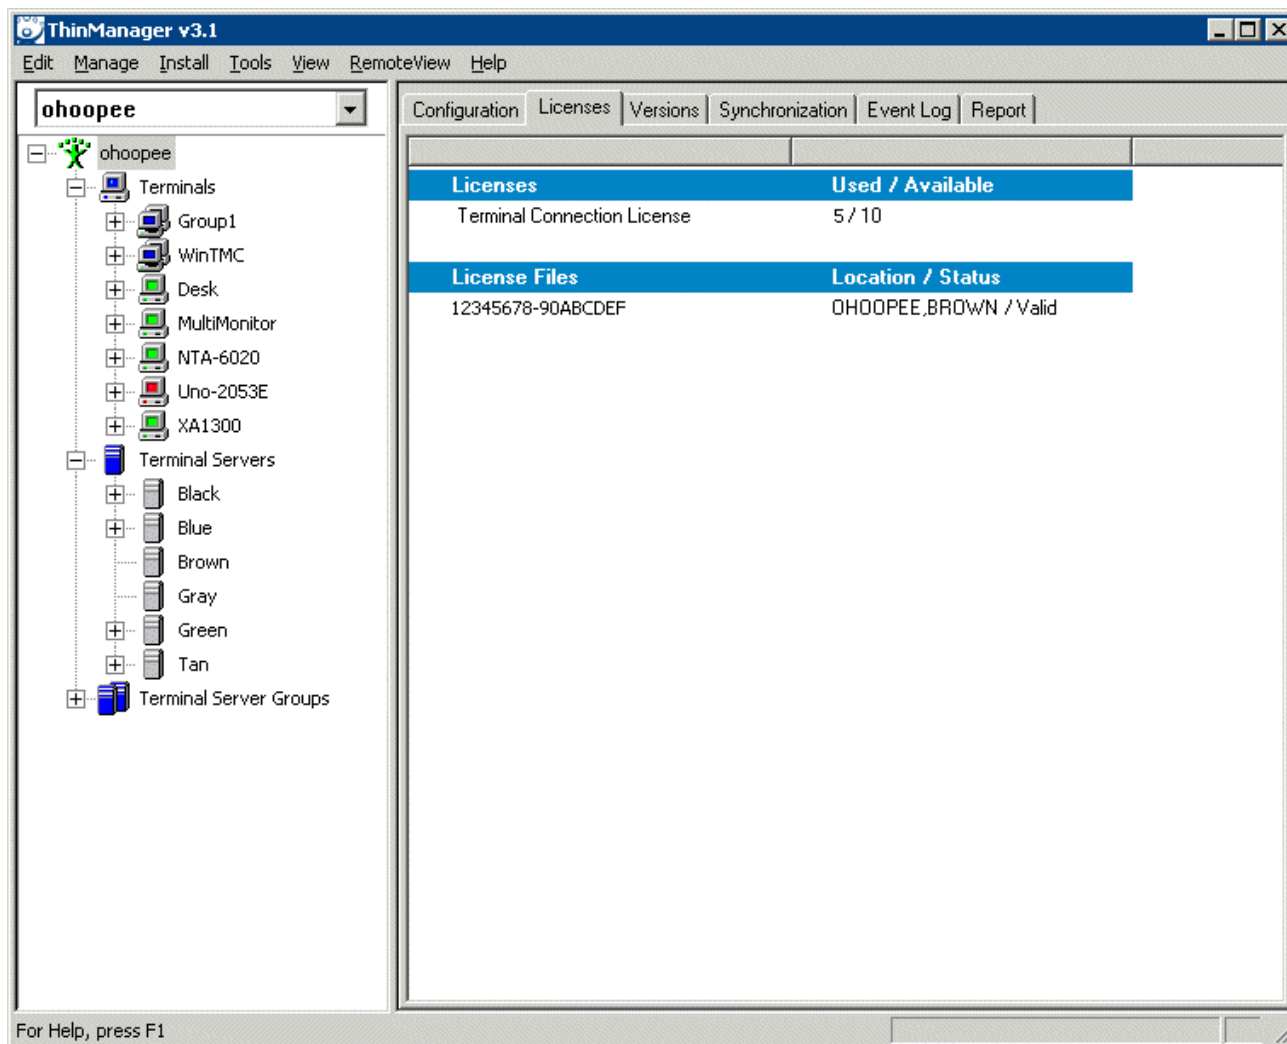 ThinManager v3.1
Edit Manage Install Tools View RemoteView Help
ohoopee
ohoopee
Terminals
Group1
WinTMC
Desk
MultiMonitor
NTA-6020
Uno-2053E
XA1300
Terminal Servers
Black
Blue
Brown
Gray
Green
Tan
Terminal Server Groups
Configuration Licenses Versions Synchronization Event Log Report
Licenses Used / Available
Terminal Connection License 5 / 10
License Files Location / Status
12345678-90ABCDEF OHOOPEE,BROWN / Valid
For Help, press F1